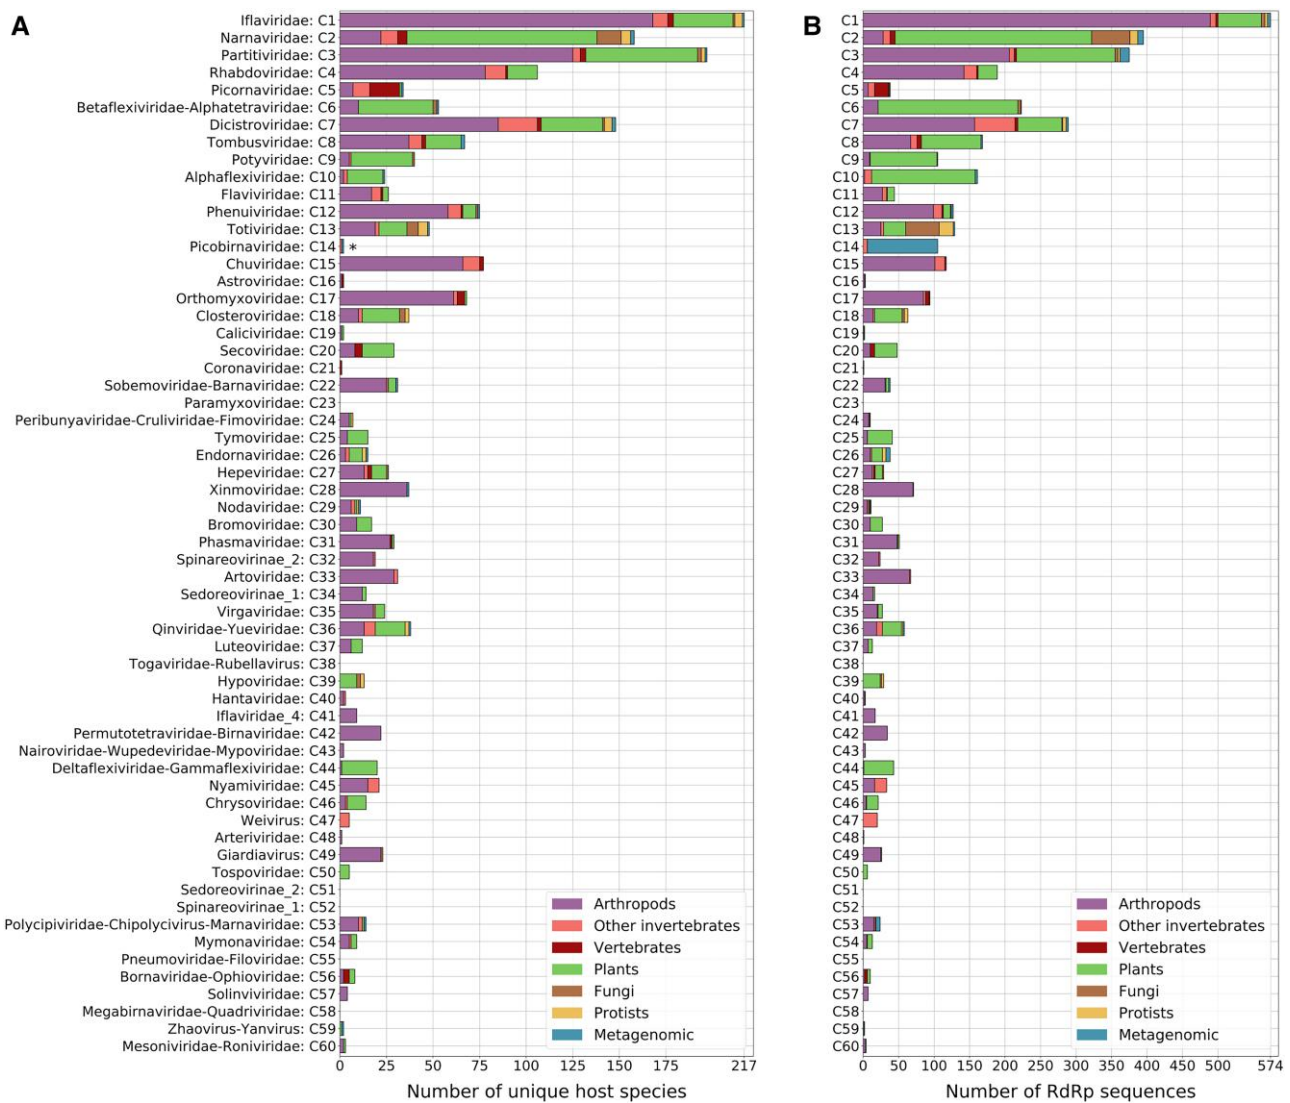 A
Iflaviridae: C1
Narnaviridae: C2
Partitiviridae: C3
Rhabdoviridae: C4
Picornaviridae: C5
Betaflexiviridae-Alphatetraviridae: C6
Dicistroviridae: C7
Tombusviridae: C8
Potyviridae: C9
Alphaflexiviridae: C10
Flaviviridae: C11
Phenuiviridae: C12
Totiviridae: C13
Picobirnaviridae: C14 *
Chuviridae: C15
Astroviridae: C16
Orthomyxoviridae: C17
Closteroviridae: C18
Caliciviridae: C19
Secoviridae: C20
Coronaviridae: C21
Sobemoviridae-Barnaviridae: C22
Paramyxoviridae: C23
Peribunyaviridae-Cruliviridae-Fimoviridae: C24
Tymoviridae: C25
Endornaviridae: C26
Hepeviridae: C27
Xinmoviridae: C28
Nodaviridae: C29
Bromoviridae: C30
Phasmaviridae: C31
Spinareovirinae_2: C32
Artoviridae: C33
Sedoreovirinae_1: C34
Virgaviridae: C35
Qinviridae-Yueviridae: C36
Luteoviridae: C37
Togaviridae-Rubellavirus: C38
Hypoviridae: C39
Hantaviridae: C40
Iflaviridae_4: C41
Permutotetraviridae-Birnaviridae: C42
Nairoviridae-Wupedeviridae-Mypoviridae: C43
Deltaflexiviridae-Gammaflexiviridae: C44
Nyamiviridae: C45
Chrysoviridae: C46
Weivirus: C47
Arteriviridae: C48
Giardiavirus: C49
Tospoviridae: C50
Sedoreovirinae_2: C51
Spinareovirinae_1: C52
Polycipiviridae-Chipolycivirus-Marnaviridae: C53
Mymonaviridae: C54
Pneumoviridae-Filoviridae: C55
Bornaviridae-Ophioviridae: C56
Solinviviridae: C57
Megabirnaviridae-Quadriviridae: C58
Zhaovirus-Yanvirus: C59
Mesoniviridae-Roniviridae: C60
Arthropods
Other invertebrates
Vertebrates
Plants
Fungi
Protists
Metagenomic
0 25 50 75 100 125 150 175 217
Number of unique host species
B
C1
C2
C3
C4
C5
C6
C7
C8
C9
C10
C11
C12
C13
C14
C15
C16
C17
C18
C19
C20
C21
C22
C23
C24
C25
C26
C27
C28
C29
C30
C31
C32
C33
C34
C35
C36
C37
C38
C39
C40
C41
C42
C43
C44
C45
C46
C47
C48
C49
C50
C51
C52
C53
C54
C55
C56
C57
C58
C59
C60
Arthropods
Other invertebrates
Vertebrates
Plants
Fungi
Protists
Metagenomic
0 50 100 150 200 250 300 350 400 450 500 574
Number of RdRp sequences